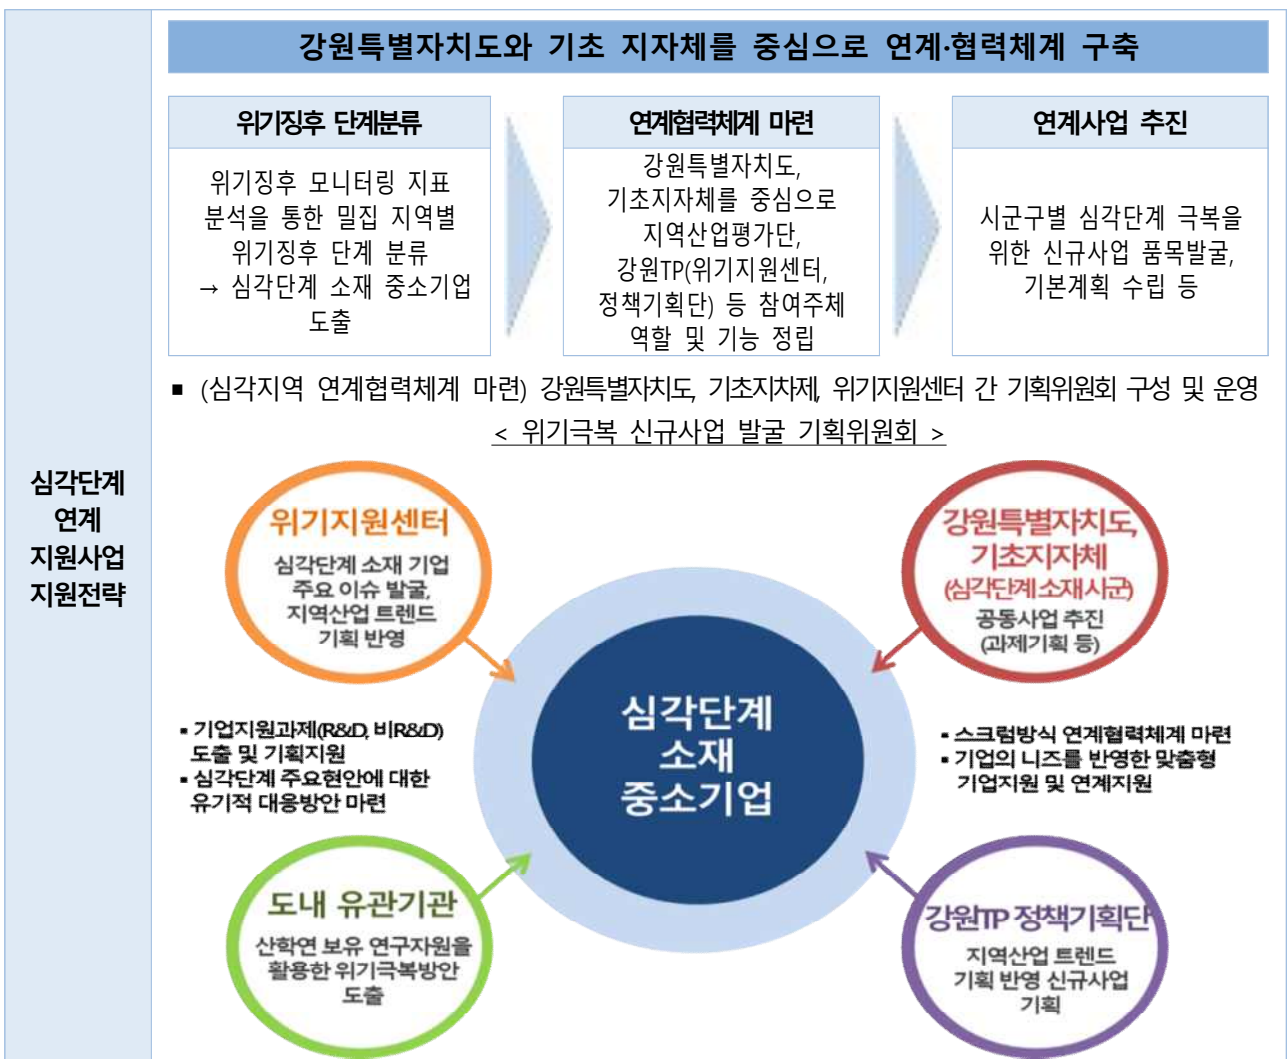 강원특별자치도와 기초 지자체를 중심으로 연계·협력체계 구축
위기징후 단계분류
위기징후 모니터링 지표
분석을 통한 밀집 지역별
위기징후 단계 분류
→ 심각단계 소재 중소기업
도출
연계협력체계 마련
강원특별자치도,
기초지자체를 중심으로
지역산업평가단,
강원TP(위기지원센터,
정책기획단) 등 참여주체
역할 및 기능 정립
연계사업 추진
시군구별 심각단계 극복을
위한 신규사업 품목발굴,
기본계획 수립 등
▪ (심각지역 연계협력체계 마련) 강원특별자치도, 기초지차제, 위기지원센터 간 기획위원회 구성 및 운영
< 위기극복 신규사업 발굴 기획위원회 >
심각단계
연계
지원사업
지원전략
위기지원센터
심각단계 소재 기업
주요 이슈 발굴,
지역산업 트렌드
기획 반영
강원특별자치도,
기초지자체
(심각단계 소재 시군)
공동사업 추진
(과제기획 등)
▪ 기업지원과제(R&D, 비R&D)
도출 및 기획지원
▪ 심각단계 주요현안에 대한
유기적 대응방안 마련
심각단계
소재
중소기업
▪ 스크럼방식 연계협력체계 마련
▪ 기업의 니즈를 반영한 맞춤형
기업지원 및 연계지원
도내 유관기관
산학연 보유 연구자원을
활용한 위기극복방안
도출
강원TP 정책기획단
지역산업 트렌드
기획 반영 신규사업
기획